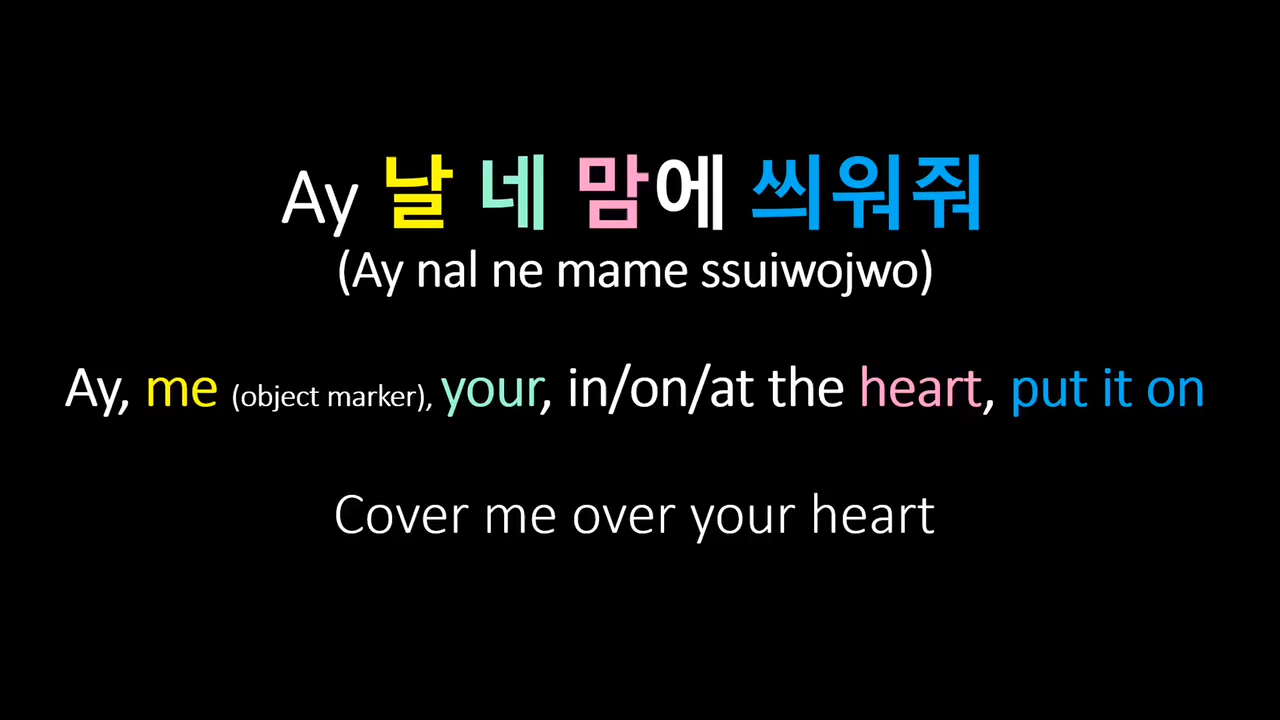 Ay 날 네 맘에 씌워줘
(Ay nal ne mame ssuiwojwo)
Ay, me (object marker), your, in/on/at the heart, put it on
Cover me over your heart